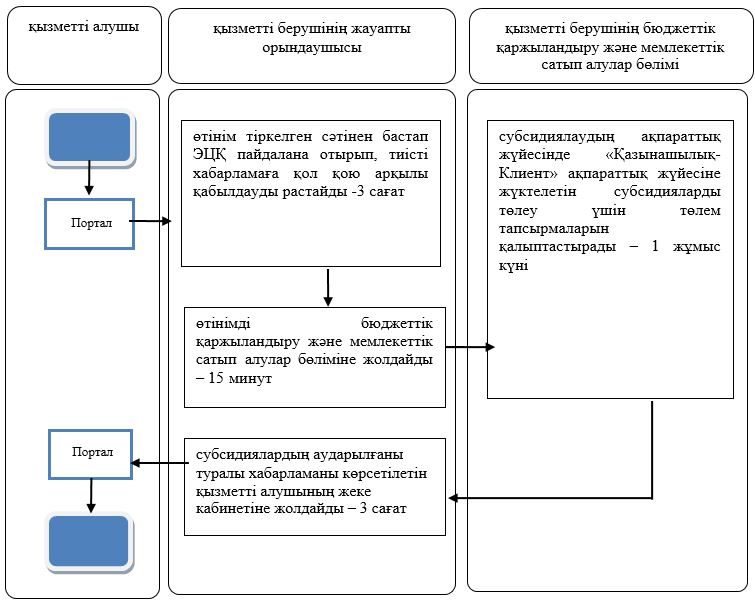 қызметті алушы
қызметті берушінің жауапты
орындаушысы
қызметті берушінің бюджеттік
қаржыландыру және мемлекеттік
сатып алулар бөлімі
Портал
өтінім тіркелген сәтінен бастап
ЭЦҚ пайдалана отырып, тиісті
хабарламаға қол қою арқылы
қабылдауды растайды -3 сағат
өтінімді бюджеттік
қаржыландыру және мемлекеттік
сатып алулар бөліміне жолдайды
– 15 минут
субсидиялаудың ақпараттық
жүйесінде «Қазынашылық-
Клиент» ақпараттық жүйесіне
жүктелетін субсидияларды
төлеу үшін төлем
тапсырмаларын
қалыптастырады – 1 жұмыс
күні
субсидиялардың аударылғаны
туралы хабарламаны көрсетілетін
қызметті алушының жеке
кабинетіне жолдайды – 3 сағат
Портал